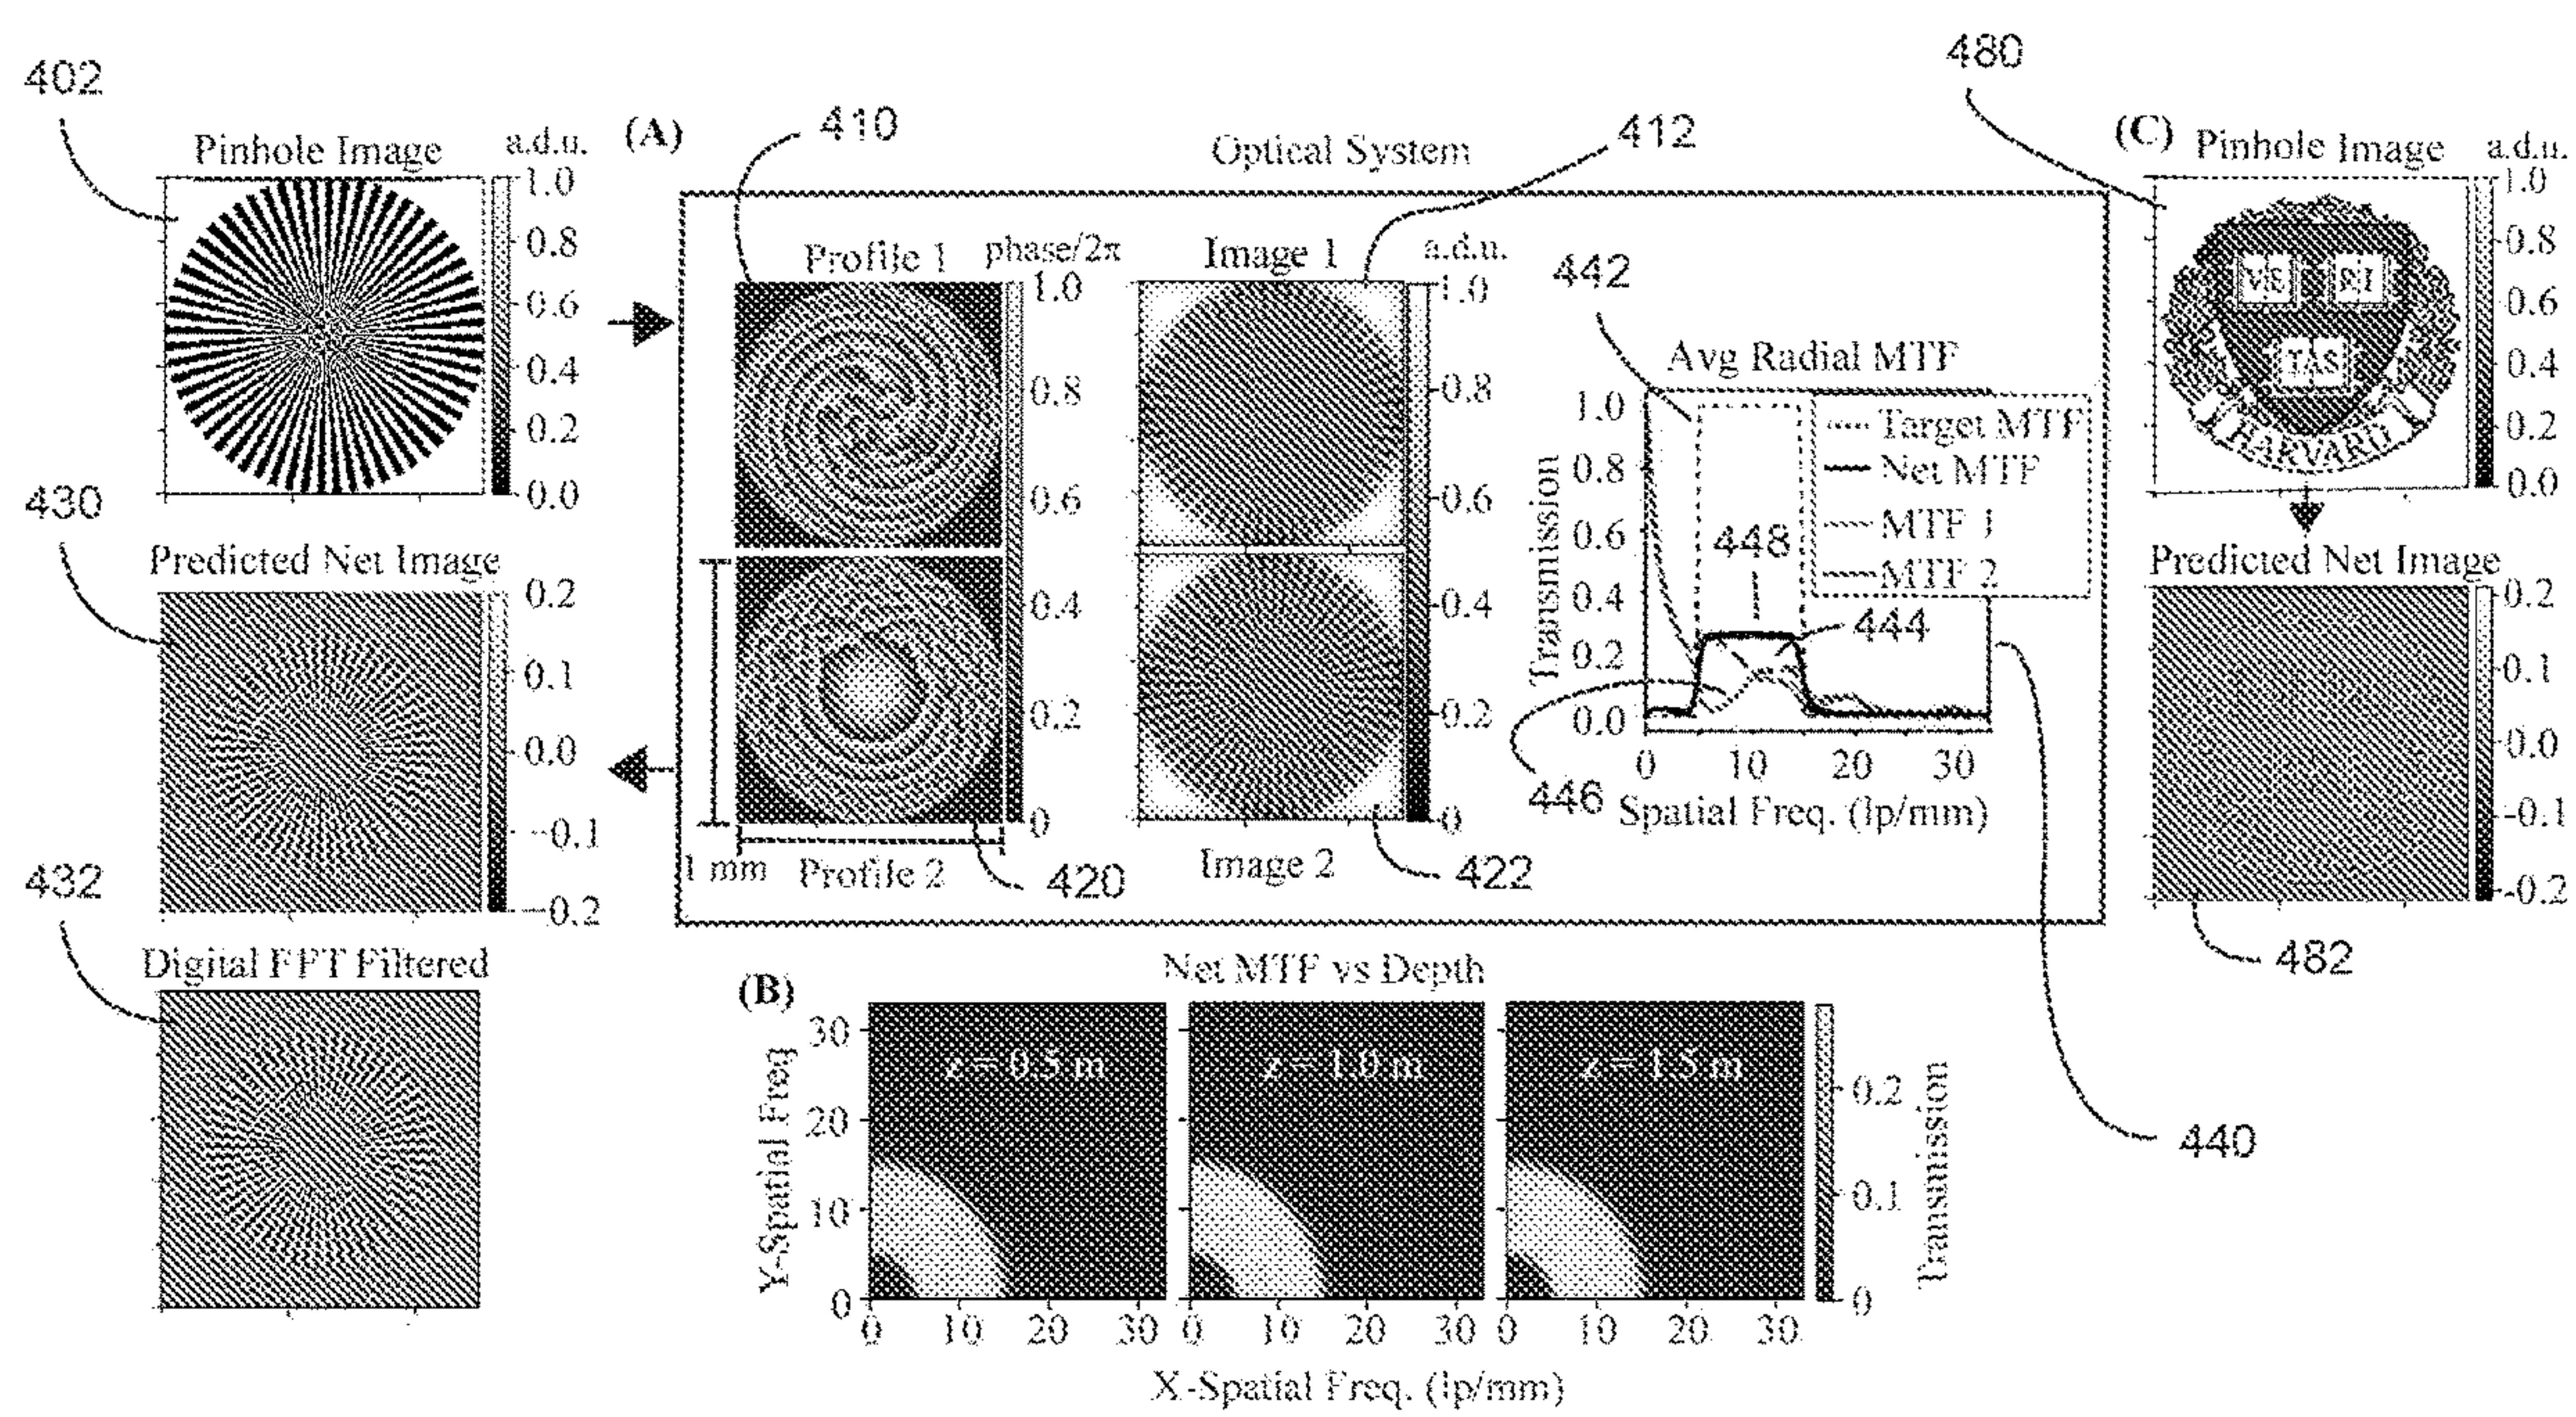 402
Pinhole Image
a.d.u.
1.0
0.8
0.6
0.4
0.2
0.0
430
Predicted Net Image
0.2
0.1
0.0
-0.1
-0.2
432
Digital FFT Filtered
(A)
Optical System
410
412
Profile 1
phase/2π
1.0
0.8
0.6
0.4
0.2
0
1 mm
Profile 2
420
Image 1
a.d.u.
1.0
0.8
0.6
0.4
0.2
0
Image 2
422
442
Avg Radial MTF
Transmission
1.0
0.8
0.6
0.4
0.2
0.0
Target MTF
Net MTF
MTF 1
MTF 2
448
444
446
0 10 20 30
Spatial Freq. (lp/mm)
440
(B)
Net MTF vs Depth
Y-Spatial Freq
30
20
10
0
z = 0.5 m
z = 1.0 m
z = 1.5 m
0 10 20 30
0 10 20 30
0 10 20 30
X-Spatial Freq. (lp/mm)
0.2
0.1
0
Transmission
480
(C)
Pinhole Image
a.d.u.
1.0
0.8
0.6
0.4
0.2
0.0
TAS
HARVARD
Predicted Net Image
0.2
0.1
0.0
-0.1
-0.2
482